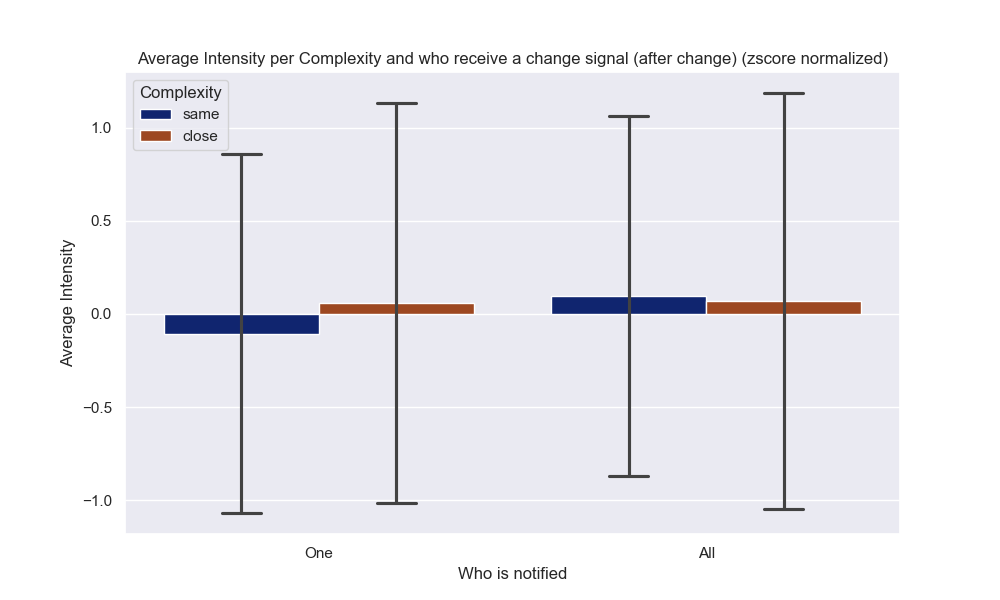 Average Intensity per Complexity and who receive a change signal (after change) (zscore normalized)
Complexity
same
close
1.0
0.5
0.0
−0.5
−1.0
Average Intensity
One
All
Who is notified